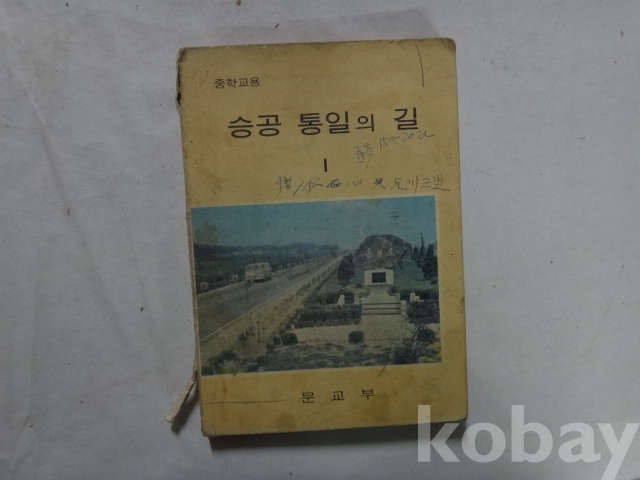 중학교용
승공 통일의 길
I
문교부
kobay